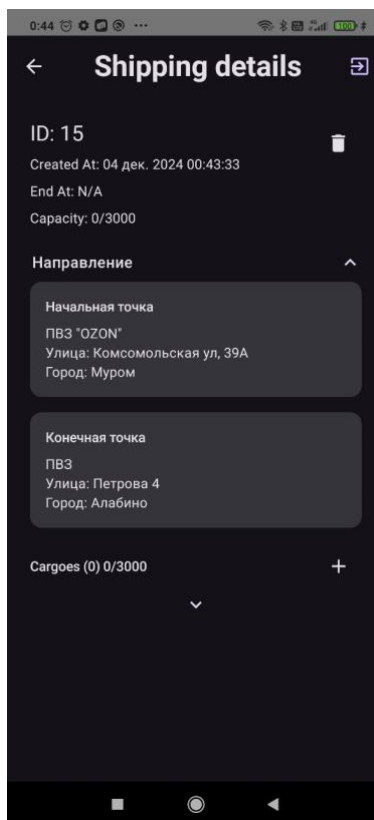 0:44
100
Shipping details
ID: 15
Created At: 04 дек. 2024 00:43:33
End At: N/A
Capacity: 0/3000
Направление
Начальная точка
ПВЗ "OZON"
Улица: Комсомольская ул, 39А
Город: Муром
Конечная точка
ПВЗ
Улица: Петрова 4
Город: Алабино
Cargoes (0) 0/3000